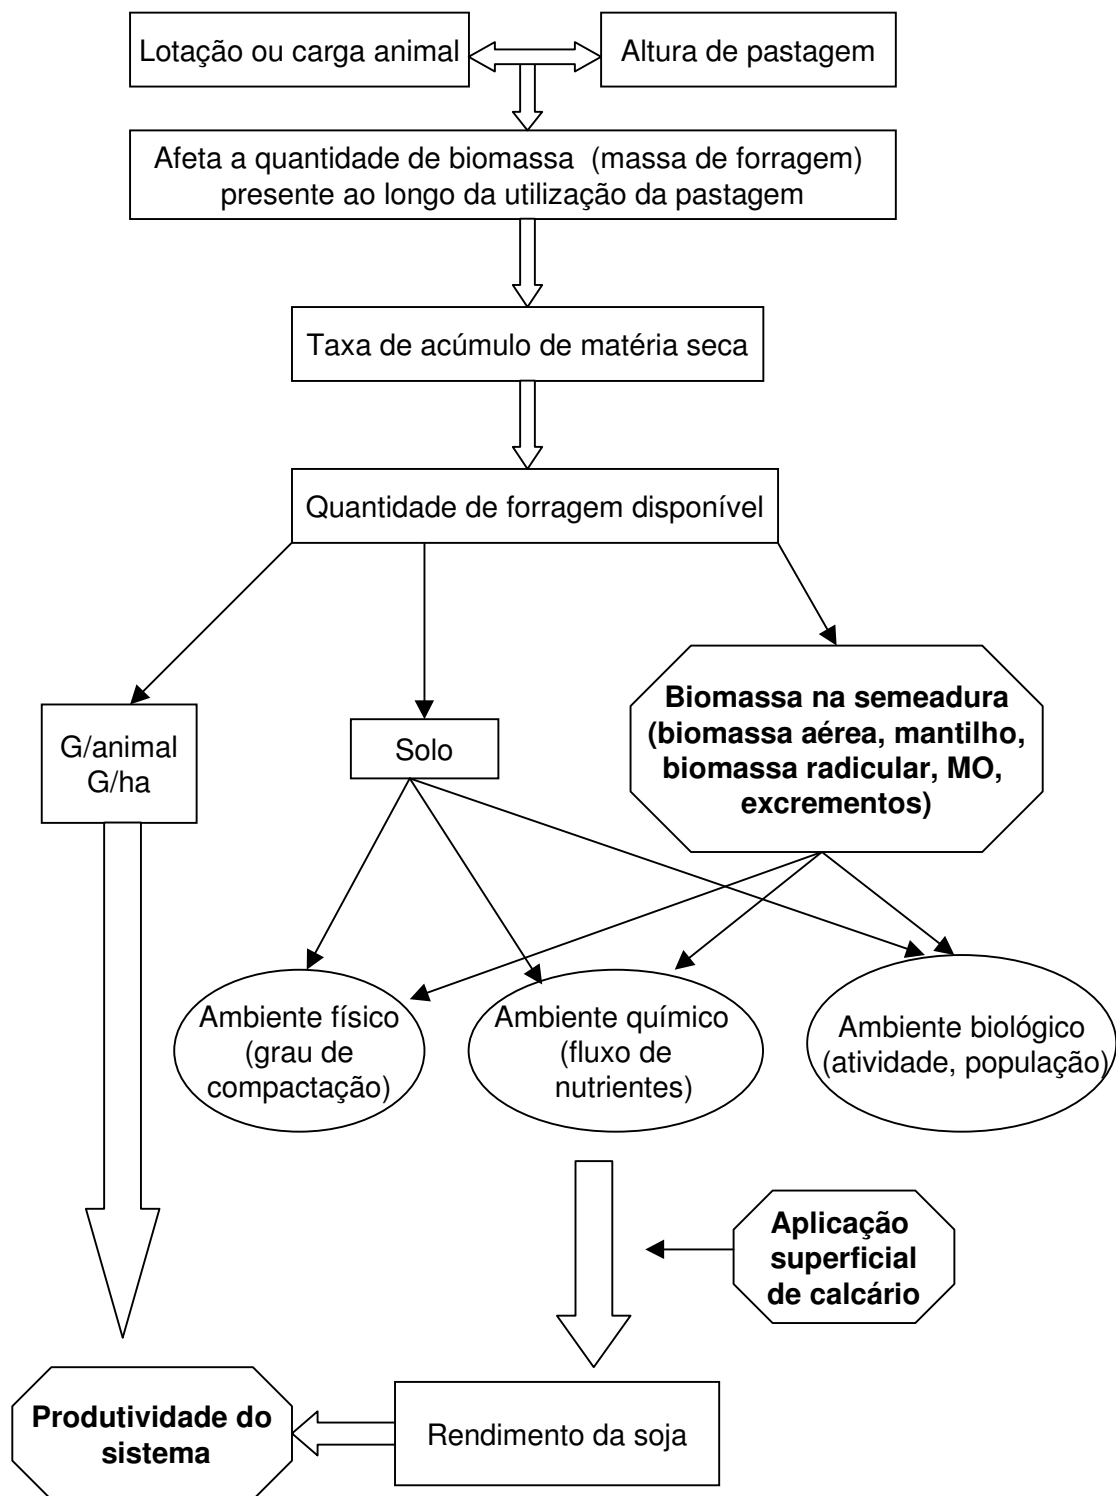 Lotação ou carga animal
Altura de pastagem
Afeta a quantidade de biomassa (massa de forragem)
presente ao longo da utilização da pastagem
Taxa de acúmulo de matéria seca
Quantidade de forragem disponível
Biomassa na semeadura
(biomassa aérea, mantilho,
biomassa radicular, MO,
excrementos)
G/animal
G/ha
Solo
Ambiente físico
(grau de
compactação)
Ambiente químico
(fluxo de
nutrientes)
Ambiente biológico
(atividade, população)
Aplicação
superficial
de calcário
Produtividade do
sistema
Rendimento da soja